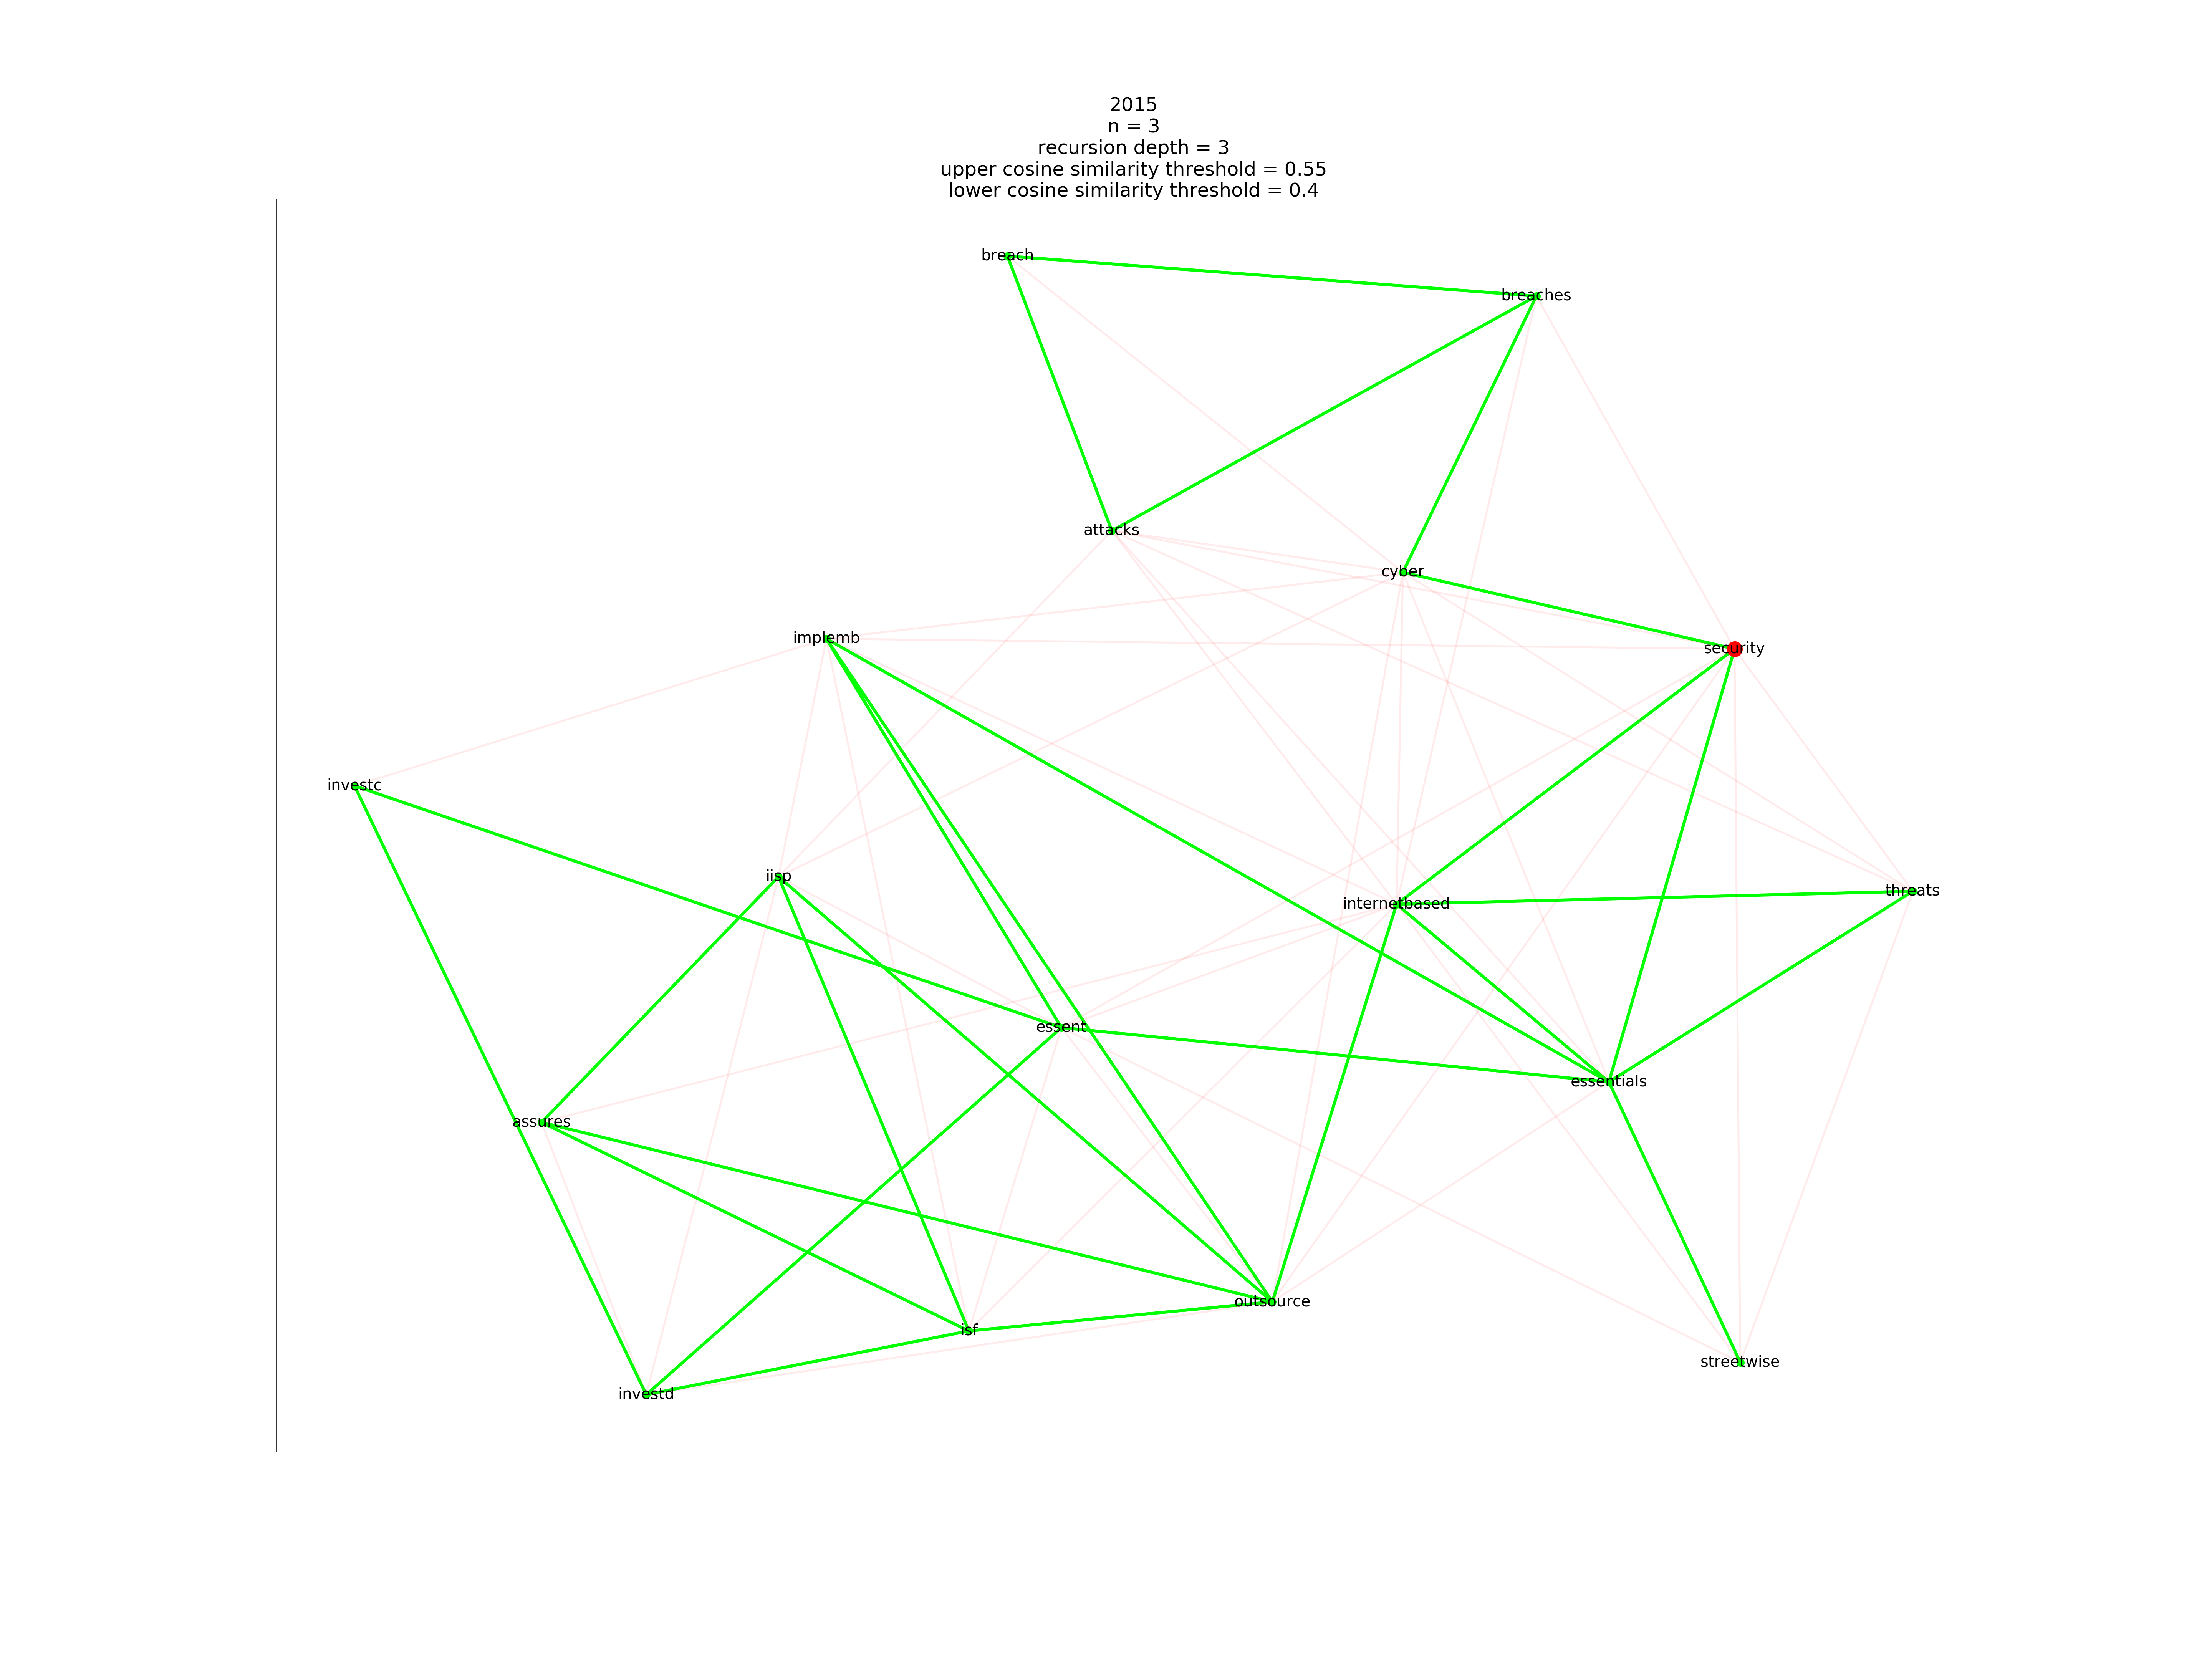 2015
n = 3
recursion depth = 3
upper cosine similarity threshold = 0.55
lower cosine similarity threshold = 0.4
breach
breaches
attacks
cyber
implemb
security
investc
iisp
threats
internetbased
essent
essentials
assures
outsource
isf
streetwise
investd